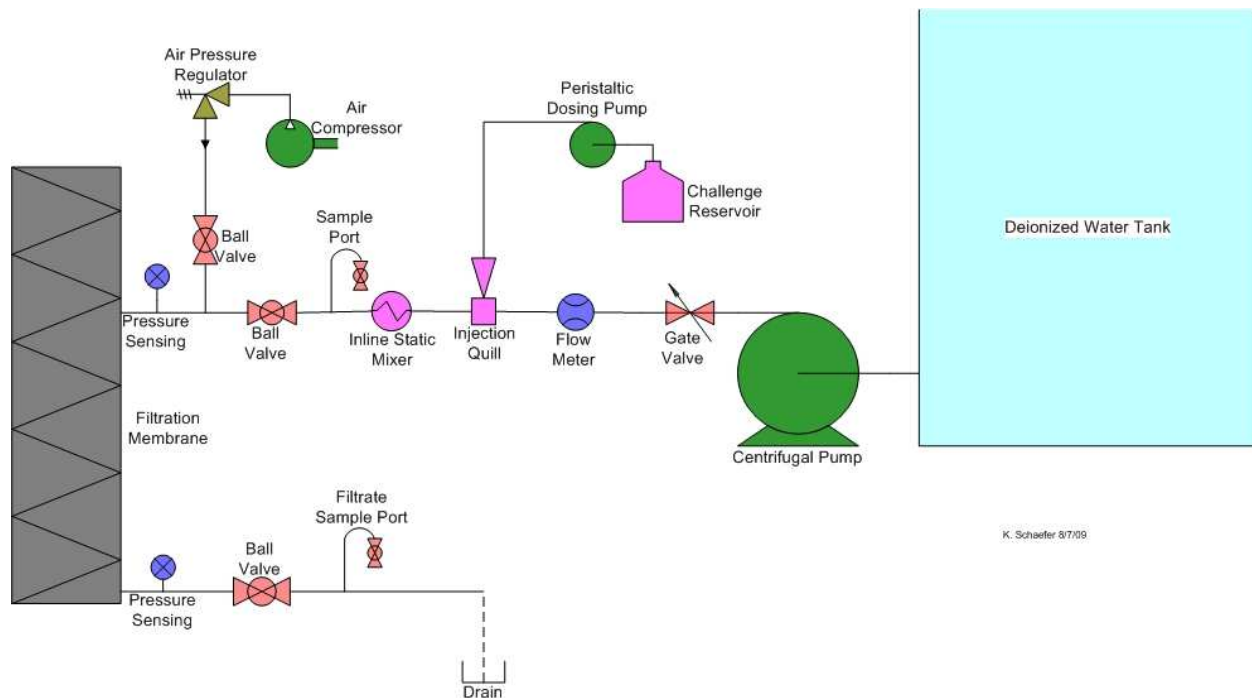 Air Pressure
Regulator
Air
Compressor
Peristaltic
Dosing Pump
Challenge
Reservoir
Deionized Water Tank
Ball
Valve
Sample
Port
Pressure
Sensing
Ball
Valve
Inline Static
Mixer
Injection
Quill
Flow
Meter
Gate
Valve
Centrifugal Pump
Filtration
Membrane
Filtrate
Sample Port
Ball
Valve
Pressure
Sensing
Drain
K. Schaefer 8/7/09